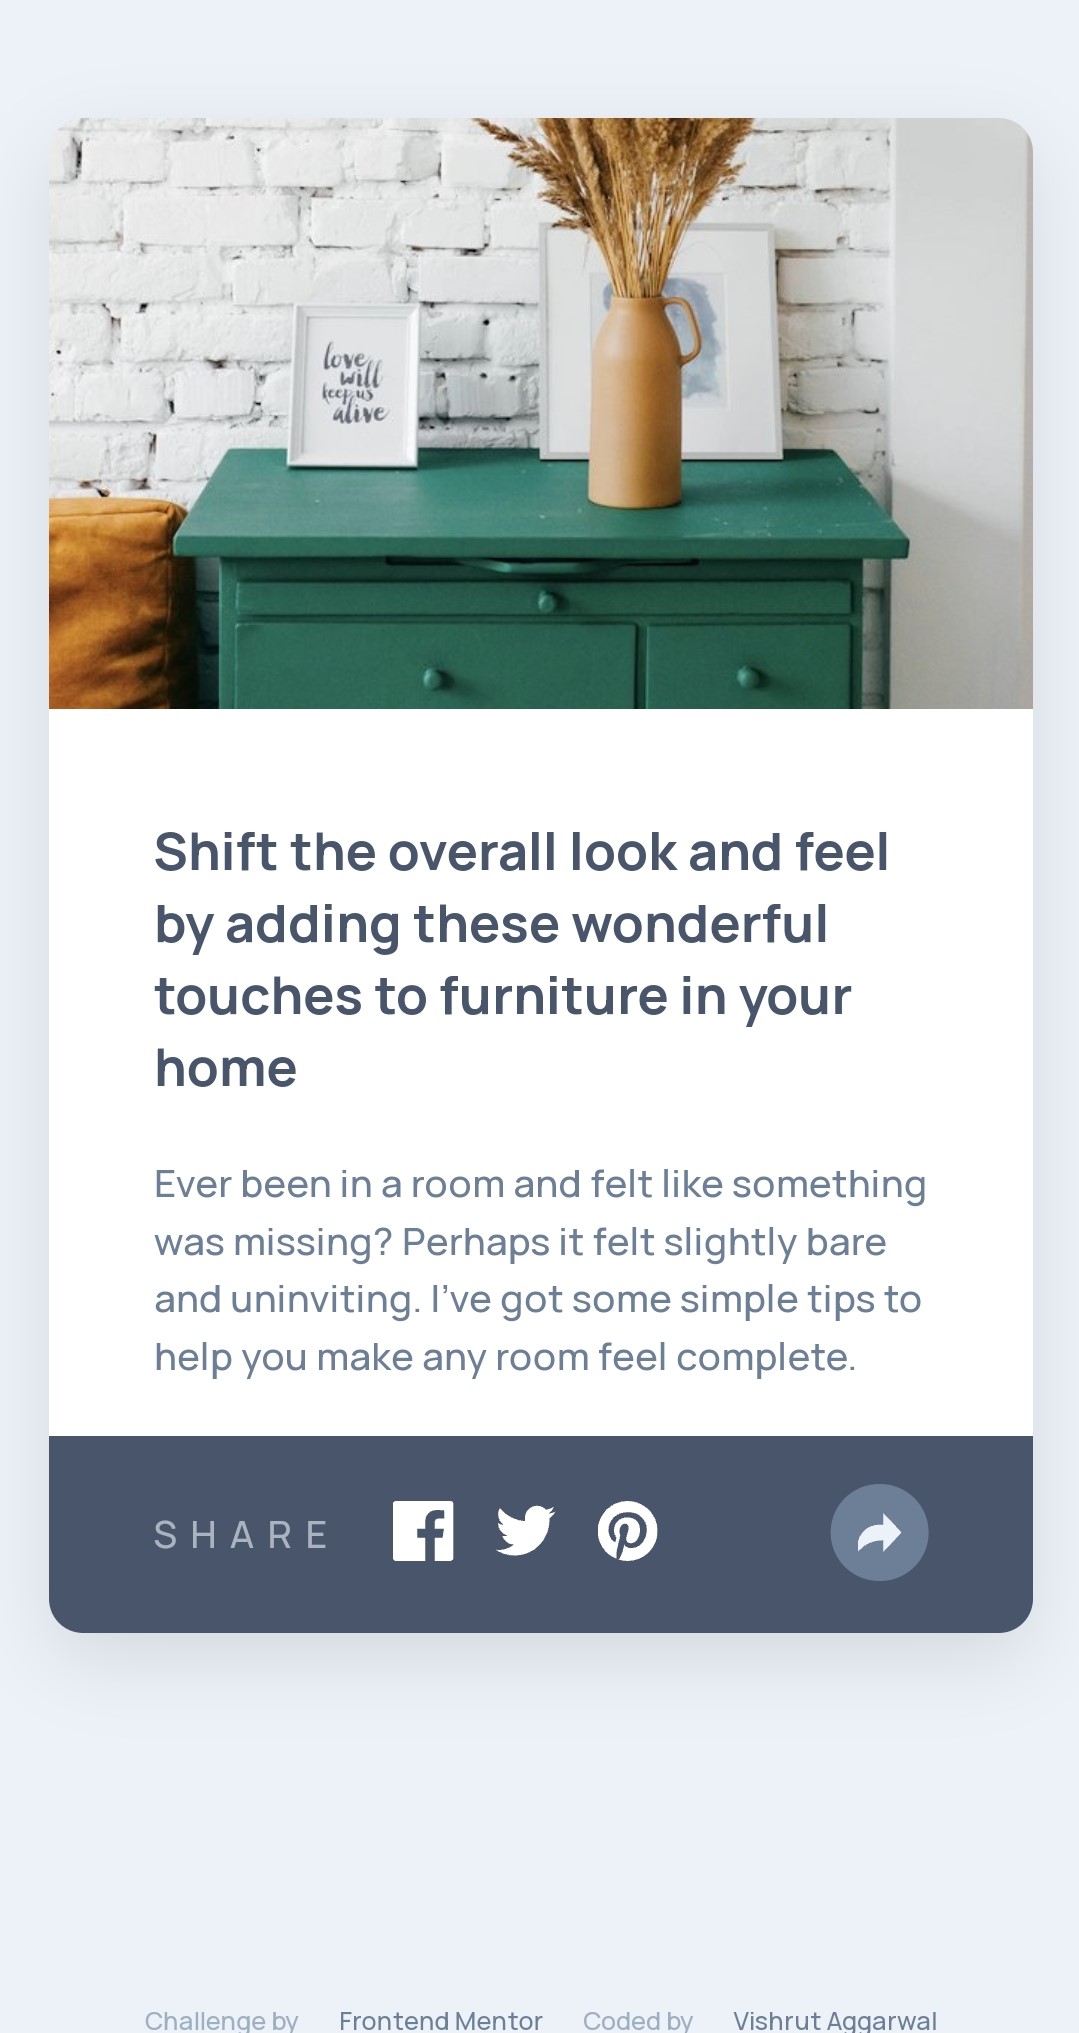 love
will
keep us
alive
Shift the overall look and feel
by adding these wonderful
touches to furniture in your
home
Ever been in a room and felt like something
was missing? Perhaps it felt slightly bare
and uninviting. I’ve got some simple tips to
help you make any room feel complete.
SHARE
Challenge by Frontend Mentor Coded by Vishrut Aggarwal